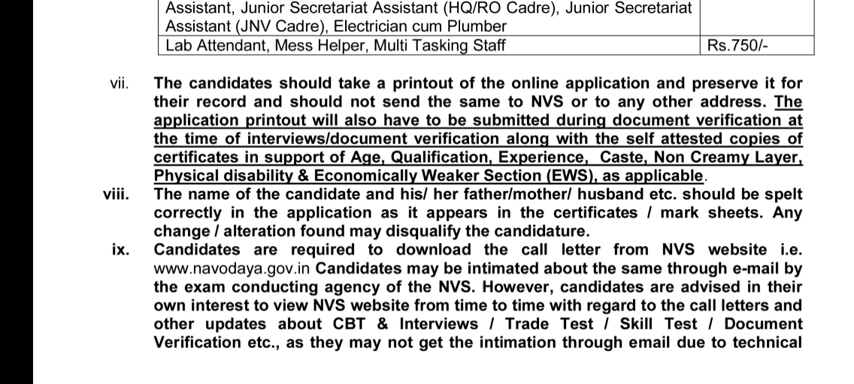 Assistant, Junior Secretariat Assistant (HQ/RO Cadre), Junior Secretariat
Assistant (JNV Cadre), Electrician cum Plumber
Lab Attendant, Mess Helper, Multi Tasking Staff Rs.750/-
vii. The candidates should take a printout of the online application and preserve it for
their record and should not send the same to NVS or to any other address. The
application printout will also have to be submitted during document verification at
the time of interviews/document verification along with the self attested copies of
certificates in support of Age, Qualification, Experience, Caste, Non Creamy Layer,
Physical disability & Economically Weaker Section (EWS), as applicable.
viii. The name of the candidate and his/ her father/mother/ husband etc. should be spelt
correctly in the application as it appears in the certificates / mark sheets. Any
change / alteration found may disqualify the candidature.
ix. Candidates are required to download the call letter from NVS website i.e.
www.navodaya.gov.in Candidates may be intimated about the same through e-mail by
the exam conducting agency of the NVS. However, candidates are advised in their
own interest to view NVS website from time to time with regard to the call letters and
other updates about CBT & Interviews / Trade Test / Skill Test / Document
Verification etc., as they may not get the intimation through email due to technical